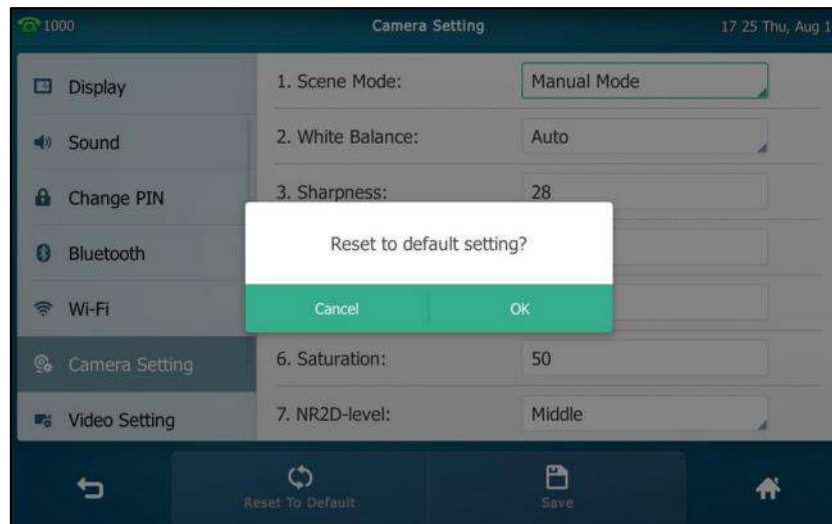 1000 Camera Setting 17 25 Thu, Aug 1
Display
Sound
Change PIN
Bluetooth
Wi-Fi
Camera Setting
Video Setting
1. Scene Mode: Manual Mode
2. White Balance: Auto
3. Sharpness: 28
6. Saturation: 50
7. NR2D-level: Middle
Reset to default setting?
Cancel OK
Reset To Default Save